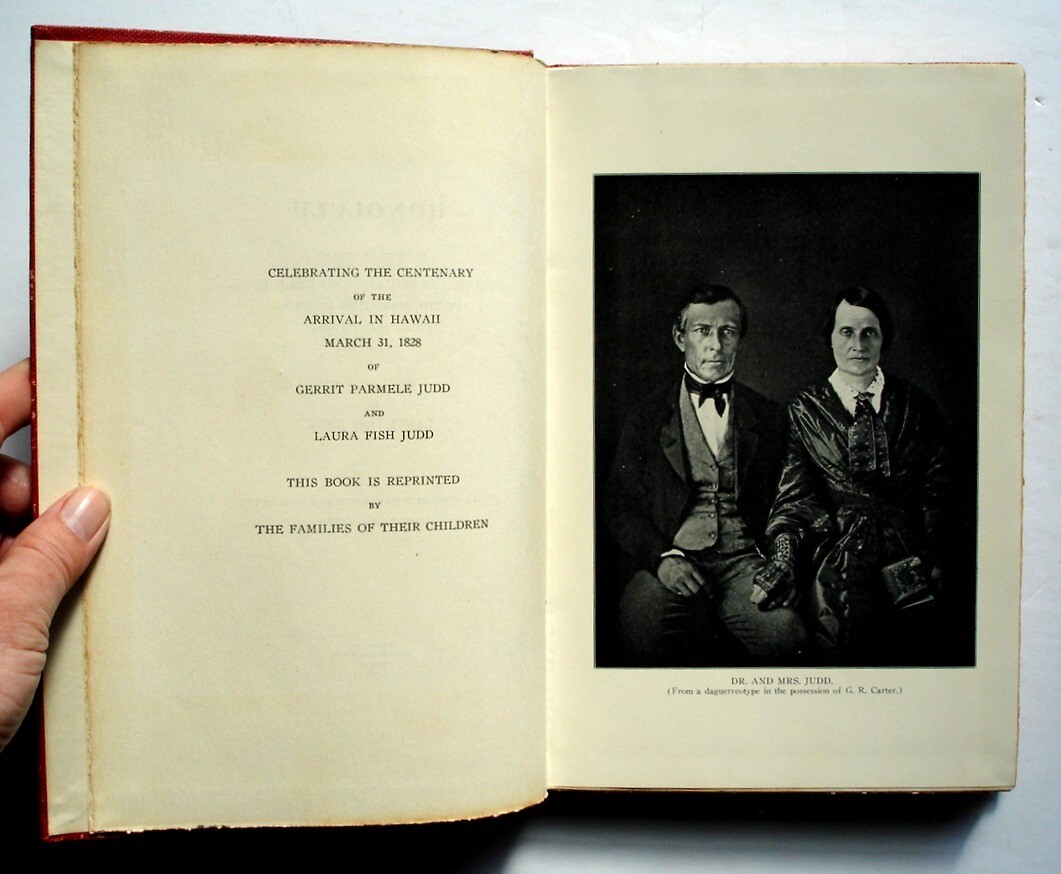 CELEBRATING THE CENTENARY
OF THE
ARRIVAL IN HAWAII
MARCH 31, 1828
OF
GERRIT PARMELE JUDD
AND
LAURA FISH JUDD
THIS BOOK IS REPRINTED
BY
THE FAMILIES OF THEIR CHILDREN
DR. AND MRS. JUDD.
(From a daguerreotype in the possession of G. R. Carter.)